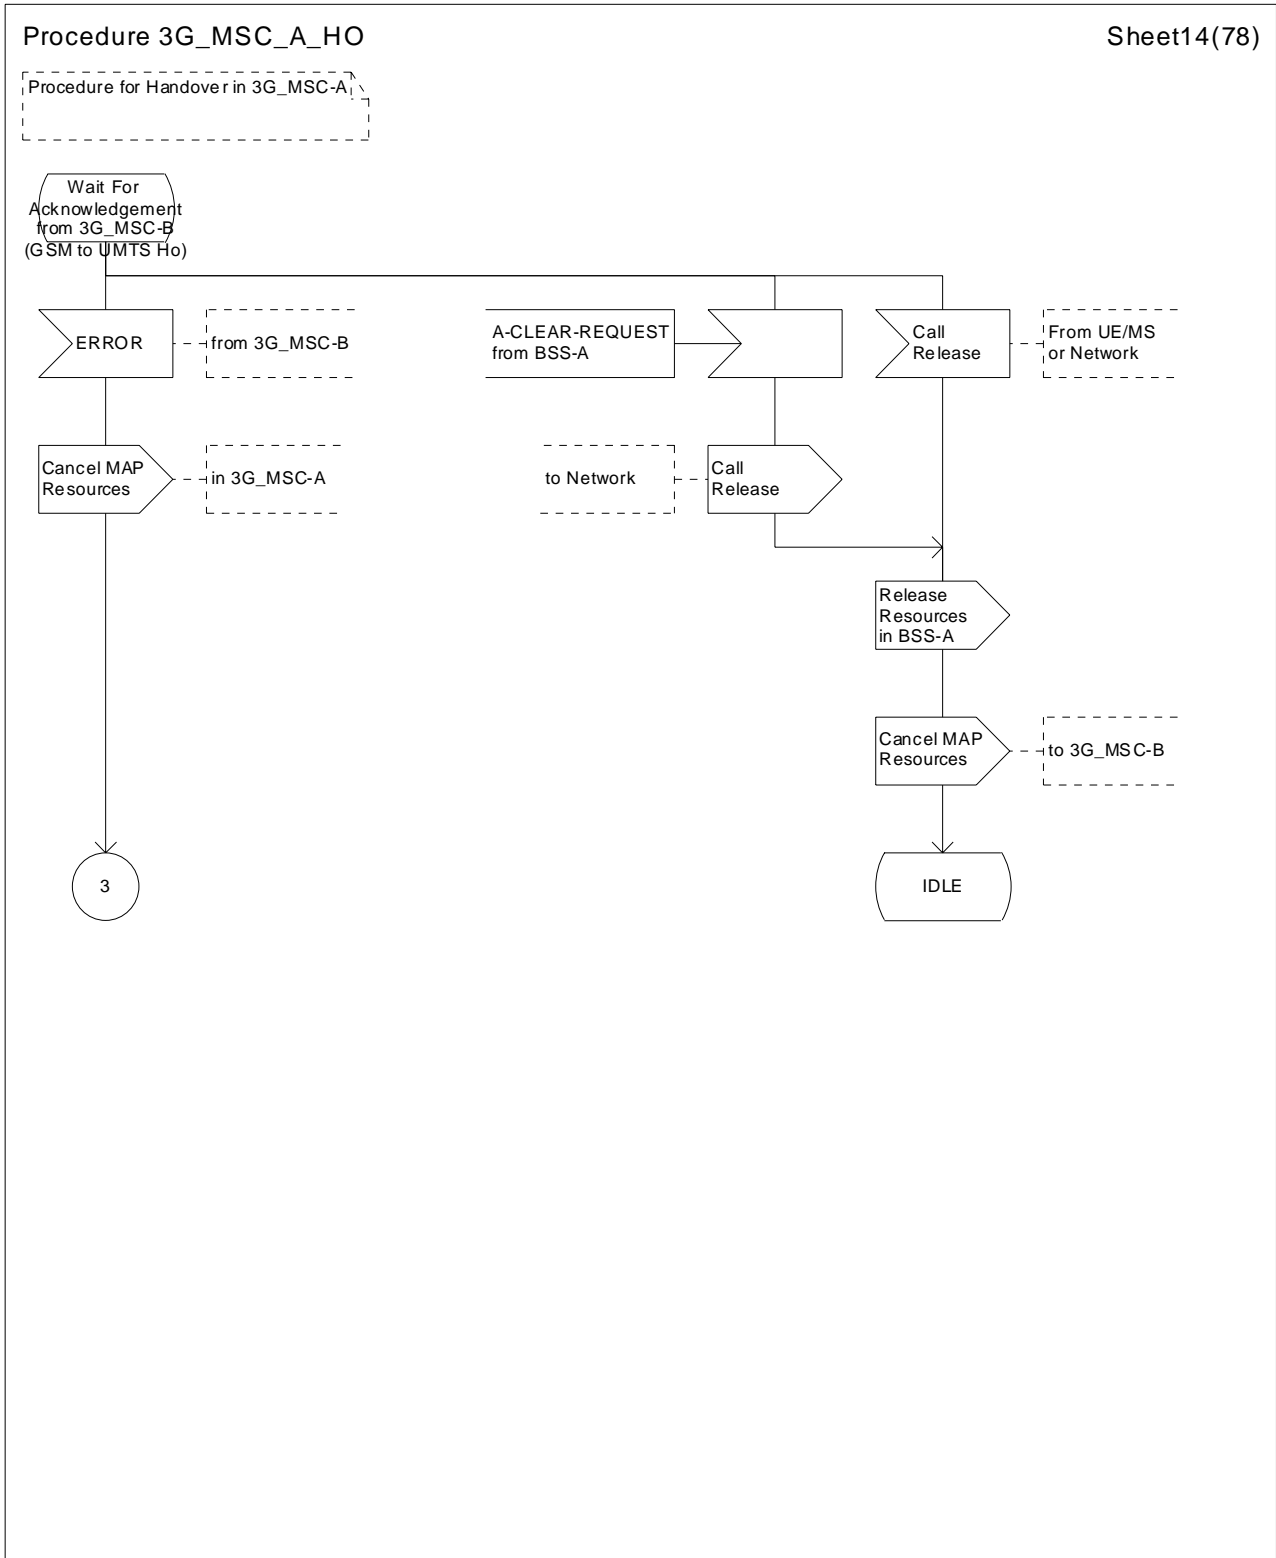 Procedure 3G_MSC_A_HO
Sheet14(78)
Procedure for Handover in 3G_MSC-A
Wait For
Acknowledgement
from 3G_MSC-B
(GSM to UMTS Ho)
ERROR
from 3G_MSC-B
A-CLEAR-REQUEST
from BSS-A
Call
Release
From UE/MS
or Network
Cancel MAP
Resources
in 3G_MSC-A
to Network
Call
Release
Release
Resources
in BSS-A
Cancel MAP
Resources
to 3G_MSC-B
3
IDLE